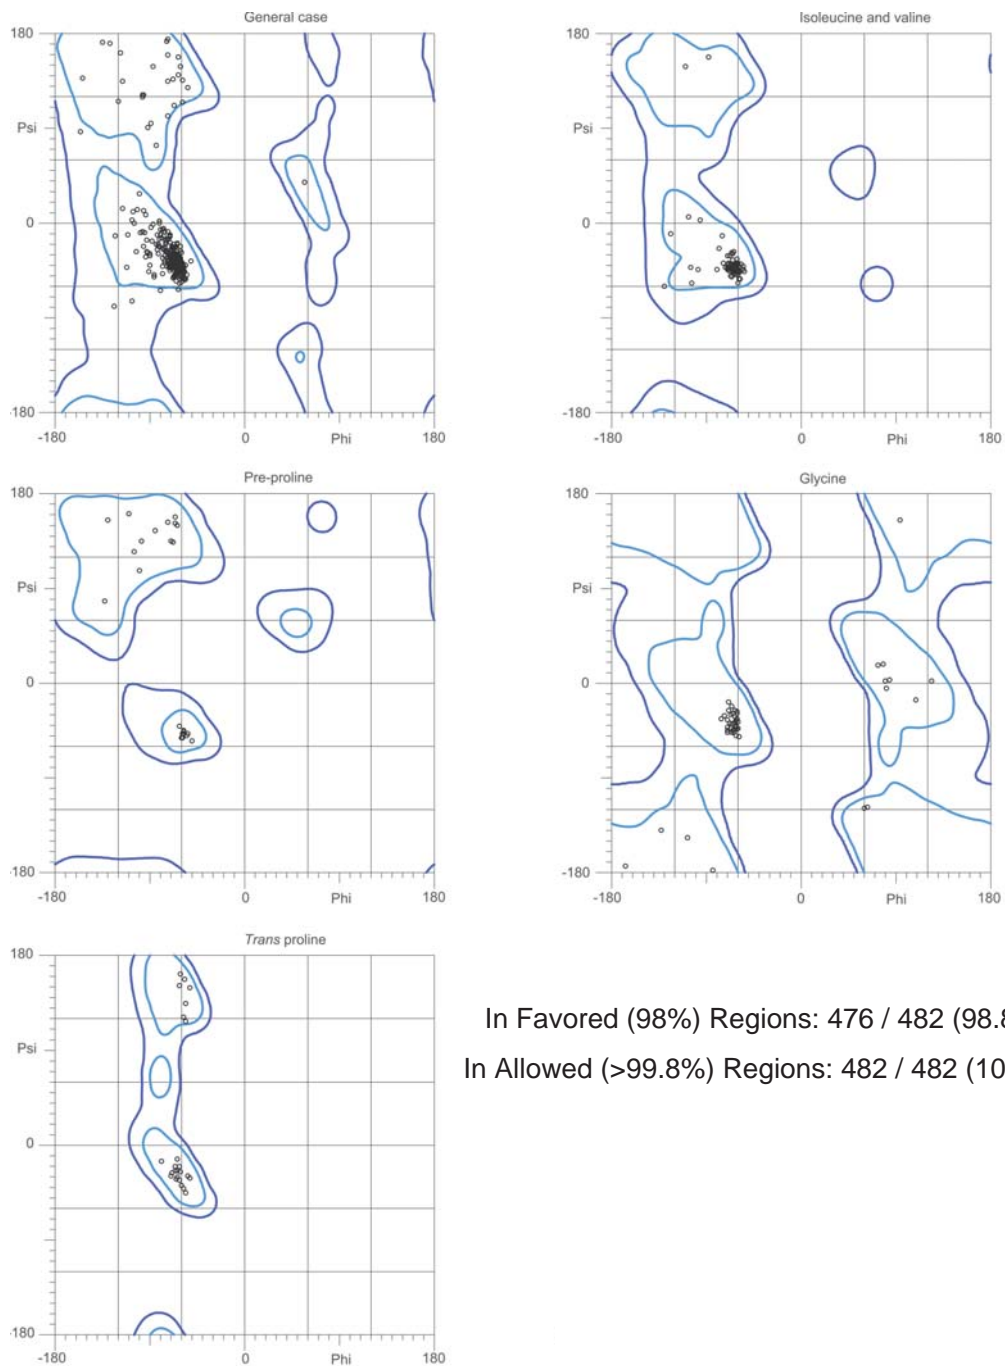 General case
Isoleucine and valine
180
Psi
0
-180
-180
0
Phi
180
180
Psi
0
-180
-180
0
Phi
180
Pre-proline
Glycine
180
Psi
0
-180
-180
0
Phi
180
180
Psi
0
-180
-180
0
Phi
180
Trans proline
180
Psi
0
-180
-180
0
Phi
180
In Favored (98%) Regions: 476 / 482 (98.8
In Allowed (>99.8%) Regions: 482 / 482 (10